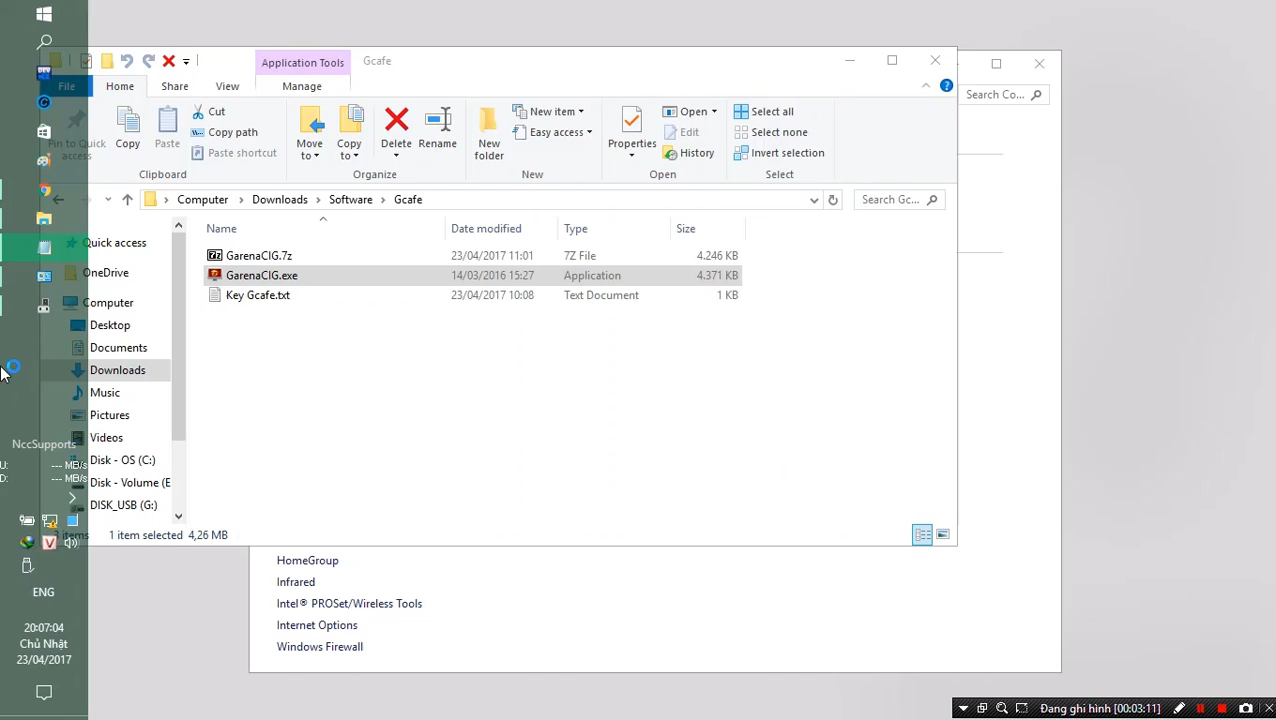 Application Tools
Gcafe
File
Home
Share
View
Manage
Search Co...
Pin to Quick access
Copy
Paste
Cut
Copy path
Paste shortcut
Move to
Copy to
Delete
Rename
New folder
New item
Easy access
Properties
Open
Edit
History
Select all
Select none
Invert selection
Clipboard
Organize
New
Open
Select
Computer
Downloads
Software
Gcafe
Search Gc...
Name
Date modified
Type
Size
GarenaCIG.7z
23/04/2017 11:01
7Z File
4.246 KB
GarenaCIG.exe
14/03/2016 15:27
Application
4.371 KB
Key Gcafe.txt
23/04/2017 10:08
Text Document
1 KB
Quick access
OneDrive
Computer
Desktop
Documents
Downloads
Music
Pictures
Videos
Disk - OS (C:)
Disk - Volume (E
DISK_USB (G:)
3 items
1 item selected 4,26 MB
NccSupports
U: --- MB/s
D: --- MB/s
ENG
20:07:04
Chủ Nhật
23/04/2017
HomeGroup
Infrared
Intel® PROSet/Wireless Tools
Internet Options
Windows Firewall
Đang ghi hình [00:03:11]